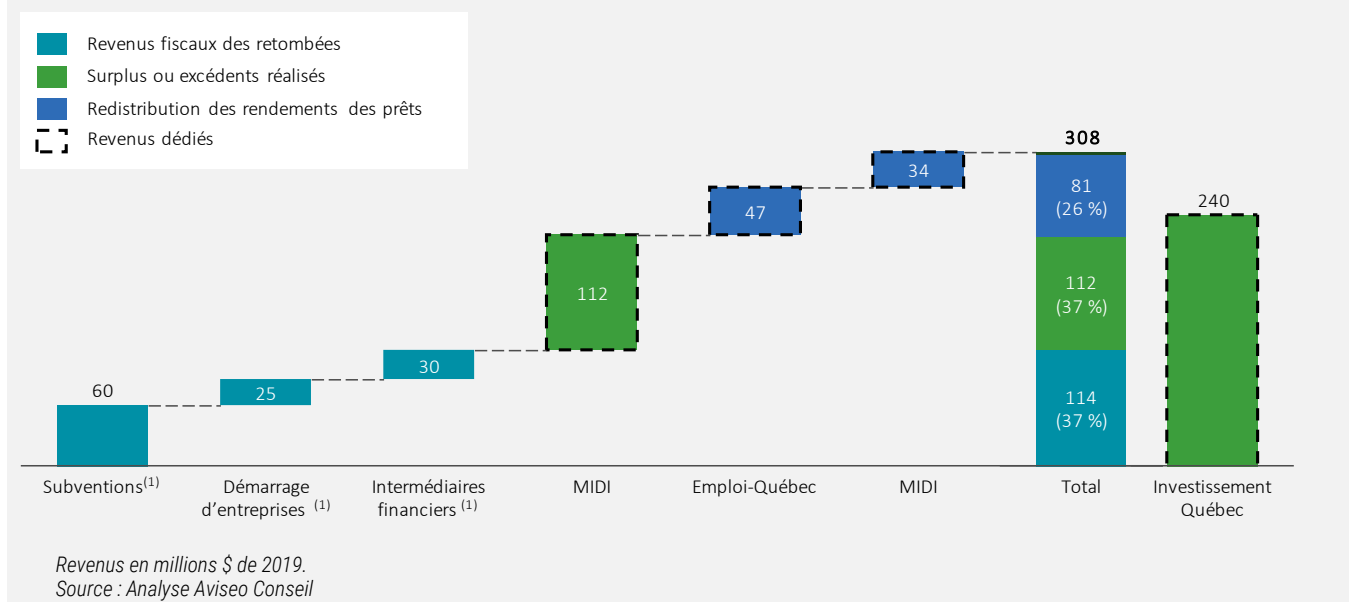 Revenus fiscaux des retombées
Surplus ou excédents réalisés
Redistribution des rendements des prêts
Revenus dédiés
60
25
30
112
47
34
308
81
(26 %)
112
(37 %)
114
(37 %)
240
Subventions(1)
Démarrage
d'entreprises (1)
Intermédiaires
financiers (1)
MIDI
Emploi-Québec
MIDI
Total
Investissement
Québec
Revenus en millions $ de 2019.
Source : Analyse Aviseo Conseil